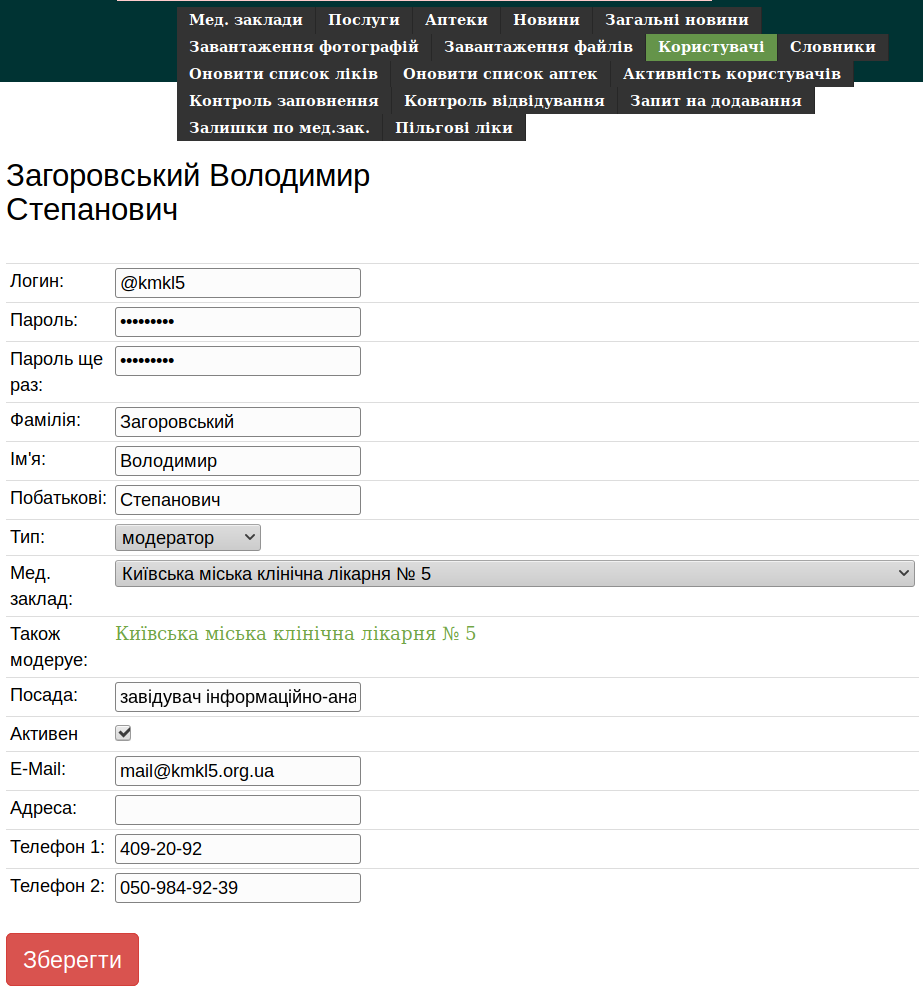 Мед. заклади Послуги Аптеки Новини Загальні новини
Завантаження фотографій Завантаження файлів Користувачі Словники
Оновити список ліків Оновити список аптек Активність користувачів
Контроль заповнення Контроль відвідування Запит на додавання
Залишки по мед.зак. Пільгові ліки
Загоровський Володимир
Степанович
Логин: @kmkl5
Пароль: •••••••••
Пароль ще •••••••••
раз:
Фамілія: Загоровський
Ім'я: Володимир
Побатькові: Степанович
Тип: модератор
Мед. Київська міська клінічна лікарня № 5
заклад:
Також Київська міська клінічна лікарня № 5
модеруе:
Посада: завідувач інформаційно-ана
Активен
E-Mail: mail@kmkl5.org.ua
Адреса:
Телефон 1: 409-20-92
Телефон 2: 050-984-92-39
Зберегти